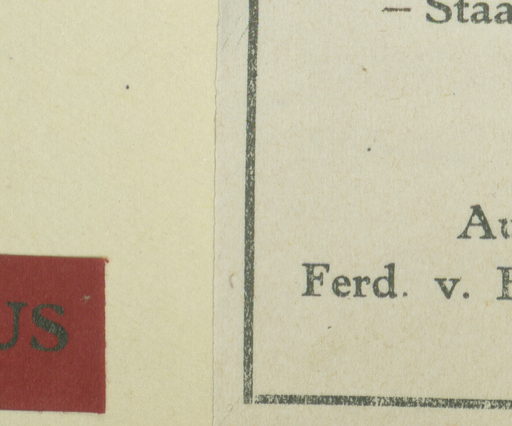 – Staa
Au
Ferd. v.
US